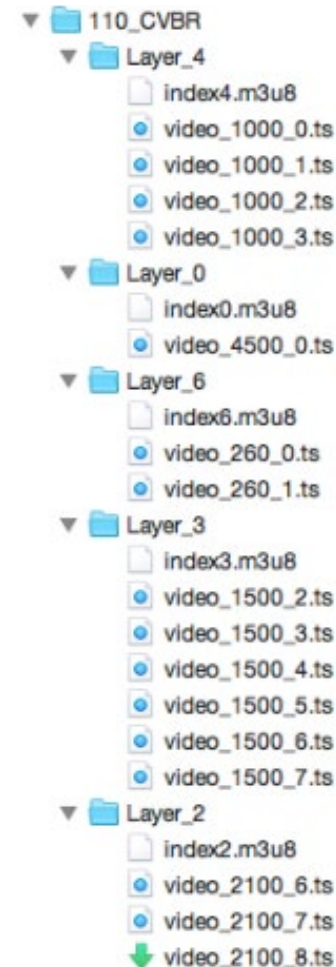 110_CVBR
Layer_4
index4.m3u8
video_1000_0.ts
video_1000_1.ts
video_1000_2.ts
video_1000_3.ts
Layer_0
index0.m3u8
video_4500_0.ts
Layer_6
index6.m3u8
video_260_0.ts
video_260_1.ts
Layer_3
index3.m3u8
video_1500_2.ts
video_1500_3.ts
video_1500_4.ts
video_1500_5.ts
video_1500_6.ts
video_1500_7.ts
Layer_2
index2.m3u8
video_2100_6.ts
video_2100_7.ts
video_2100_8.ts